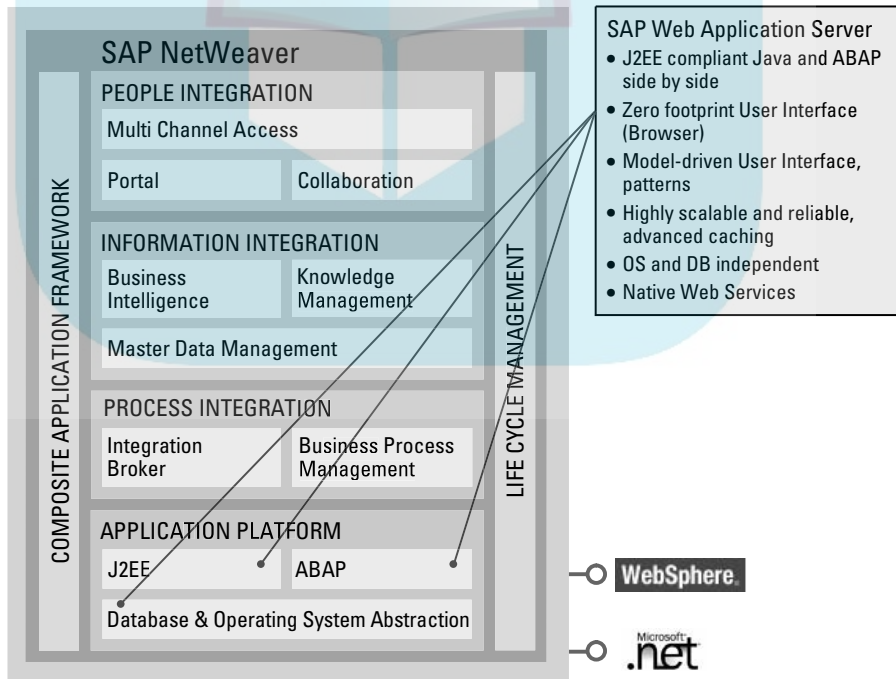 SAP NetWeaver
COMPOSITE APPLICATION FRAMEWORK
PEOPLE INTEGRATION
Multi Channel Access
Portal
Collaboration
INFORMATION INTEGRATION
Business
Intelligence
Knowledge
Management
Master Data Management
PROCESS INTEGRATION
Integration
Broker
Business Process
Management
APPLICATION PLATFORM
J2EE
ABAP
Database & Operating System Abstraction
LIFE CYCLE MANAGEMENT
SAP Web Application Server
• J2EE compliant Java and ABAP
side by side
• Zero footprint User Interface
(Browser)
• Model-driven User Interface,
patterns
• Highly scalable and reliable,
advanced caching
• OS and DB independent
• Native Web Services
WebSphere.
Microsoft
.net